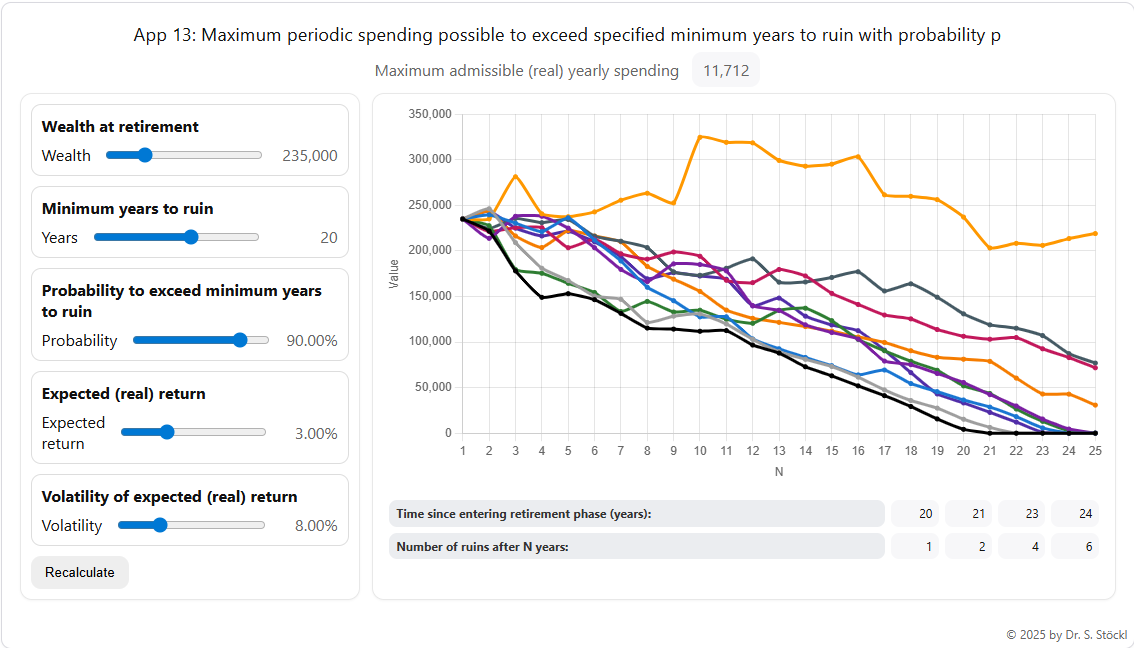 App 13: Maximum periodic spending possible to exceed specified minimum years to ruin with probability p
Maximum admissible (real) yearly spending 11,712
Wealth at retirement
Wealth 235,000
Minimum years to ruin
Years 20
Probability to exceed minimum years
to ruin
Probability 90.00%
Expected (real) return
Expected
return 3.00%
Volatility of expected (real) return
Volatility 8.00%
Recalculate
350,000
300,000
250,000
200,000
150,000
100,000
50,000
0
Value
1 2 3 4 5 6 7 8 9 10 11 12 13 14 15 16 17 18 19 20 21 22 23 24 25
N
Time since entering retirement phase (years): 20 21 23 24
Number of ruins after N years: 1 2 4 6
© 2025 by Dr. S. Stöckl